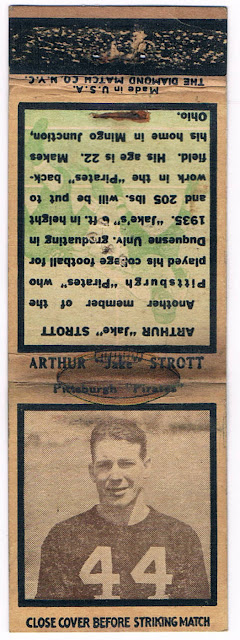 ARTHUR "Jake" STROTT
Another member of the
Pittsburgh "Pirates" who
played his college football for
Duquesne Univ. graduating in
1935. "Jake's" 6 ft. in height
and 205 lbs. will be put to
work in the "Pirates" back-
field. His age is 22. Makes
his home in Mingo Junction,
Ohio.
THE DIAMOND MATCH CO. N.Y.C.
Made in U.S.A.
ARTHUR "Jake" STROTT
Pittsburgh "Pirates"
44
CLOSE COVER BEFORE STRIKING MATCH